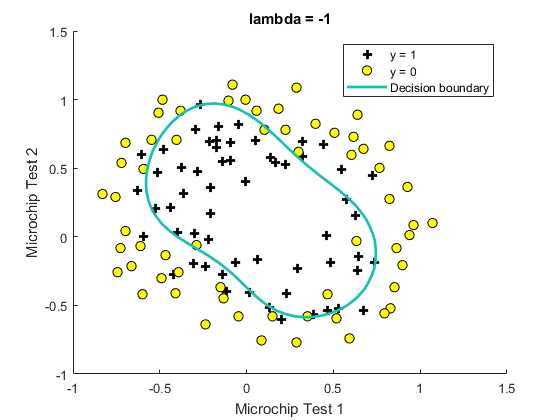 lambda = -1
y = 1
y = 0
Decision boundary
1.5
1
0.5
0
-0.5
-1
Microchip Test 2
-1
-0.5
0
0.5
1
1.5
Microchip Test 1